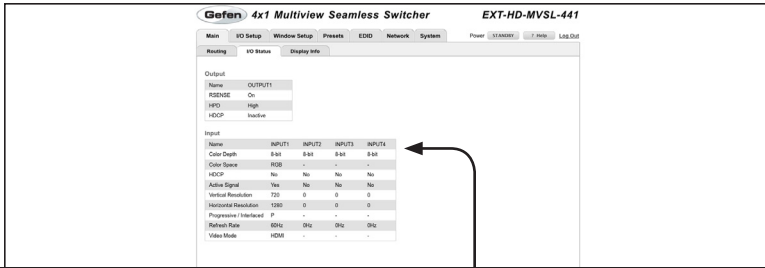 Gefen 4x1 Multiview Seamless Switcher EXT-HD-MVSL-441
Main I/O Setup Window Setup Presets EDID Network System Power STANDBY ? Help Log Out
Routing I/O Status Display Info
Output
Name OUTPUT1
RSENSE On
HPD High
HDCP Inactive
Input
Name INPUT1 INPUT2 INPUT3 INPUT4
Color Depth 8-bit 8-bit 8-bit 8-bit
Color Space RGB - - -
HDCP No No No No
Active Signal Yes No No No
Vertical Resolution 720 0 0 0
Horizontal Resolution 1280 0 0 0
Progressive / Interlaced P - - -
Refresh Rate 60Hz 0Hz 0Hz 0Hz
Video Mode HDMI - - -